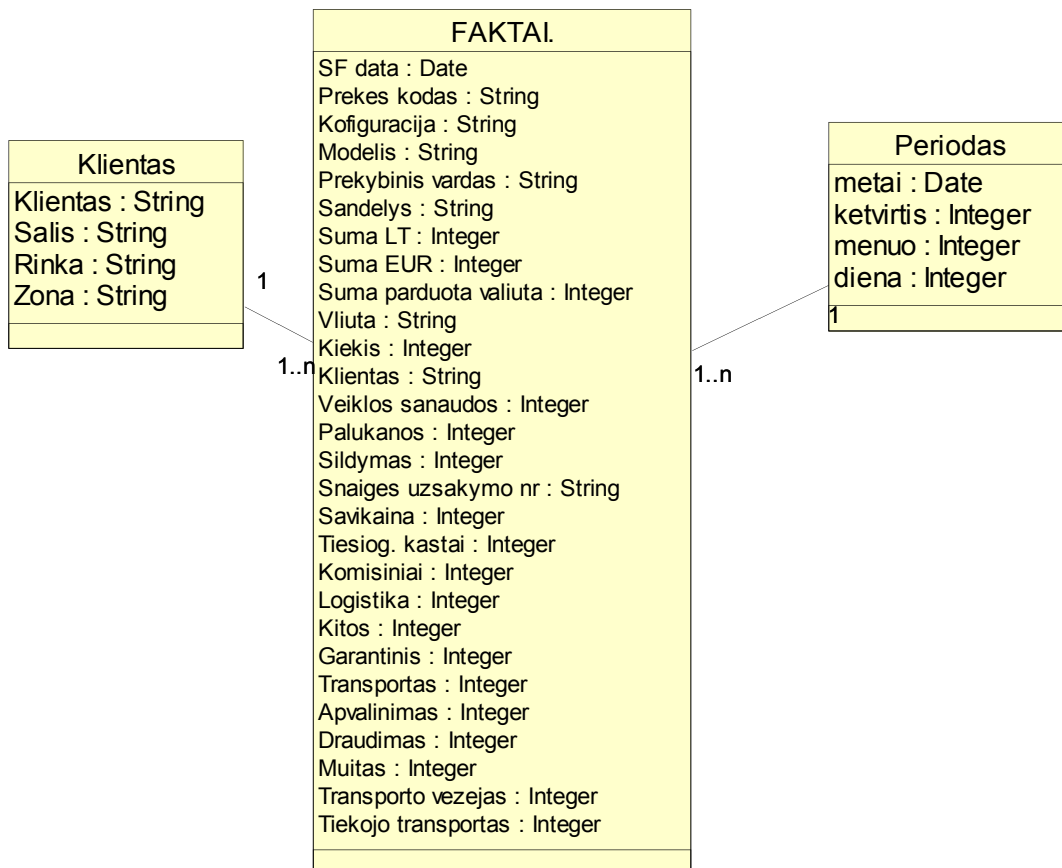 FAKTAI.
SF data : Date
Prekes kodas : String
Kofiguracija : String
Modelis : String
Prekybinis vardas : String
Sandelys : String
Suma LT : Integer
Suma EUR : Integer
Suma parduota valiuta : Integer
Vliuta : String
Kiekis : Integer
Klientas : String
Veiklos sanaudos : Integer
Palukanos : Integer
Sildymas : Integer
Snaiges uzsakymo nr : String
Savikaina : Integer
Tiesiog. kastai : Integer
Komisiniai : Integer
Logistika : Integer
Kitos : Integer
Garantinis : Integer
Transportas : Integer
Apvalinimas : Integer
Draudimas : Integer
Muitas : Integer
Transporto vezejas : Integer
Tiekojo transportas : Integer
Klientas
Klientas : String
Salis : String
Rinka : String
Zona : String
1
1..n
Periodas
metai : Date
ketvirtis : Integer
menuo : Integer
diena : Integer
1
1..n